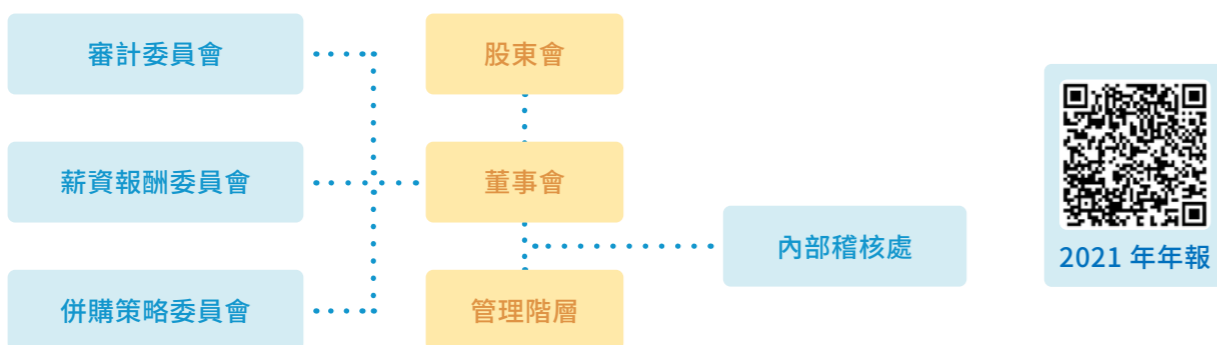 審計委員會
股東會
薪資報酬委員會
董事會
內部稽核處
2021 年年報
併購策略委員會
管理階層